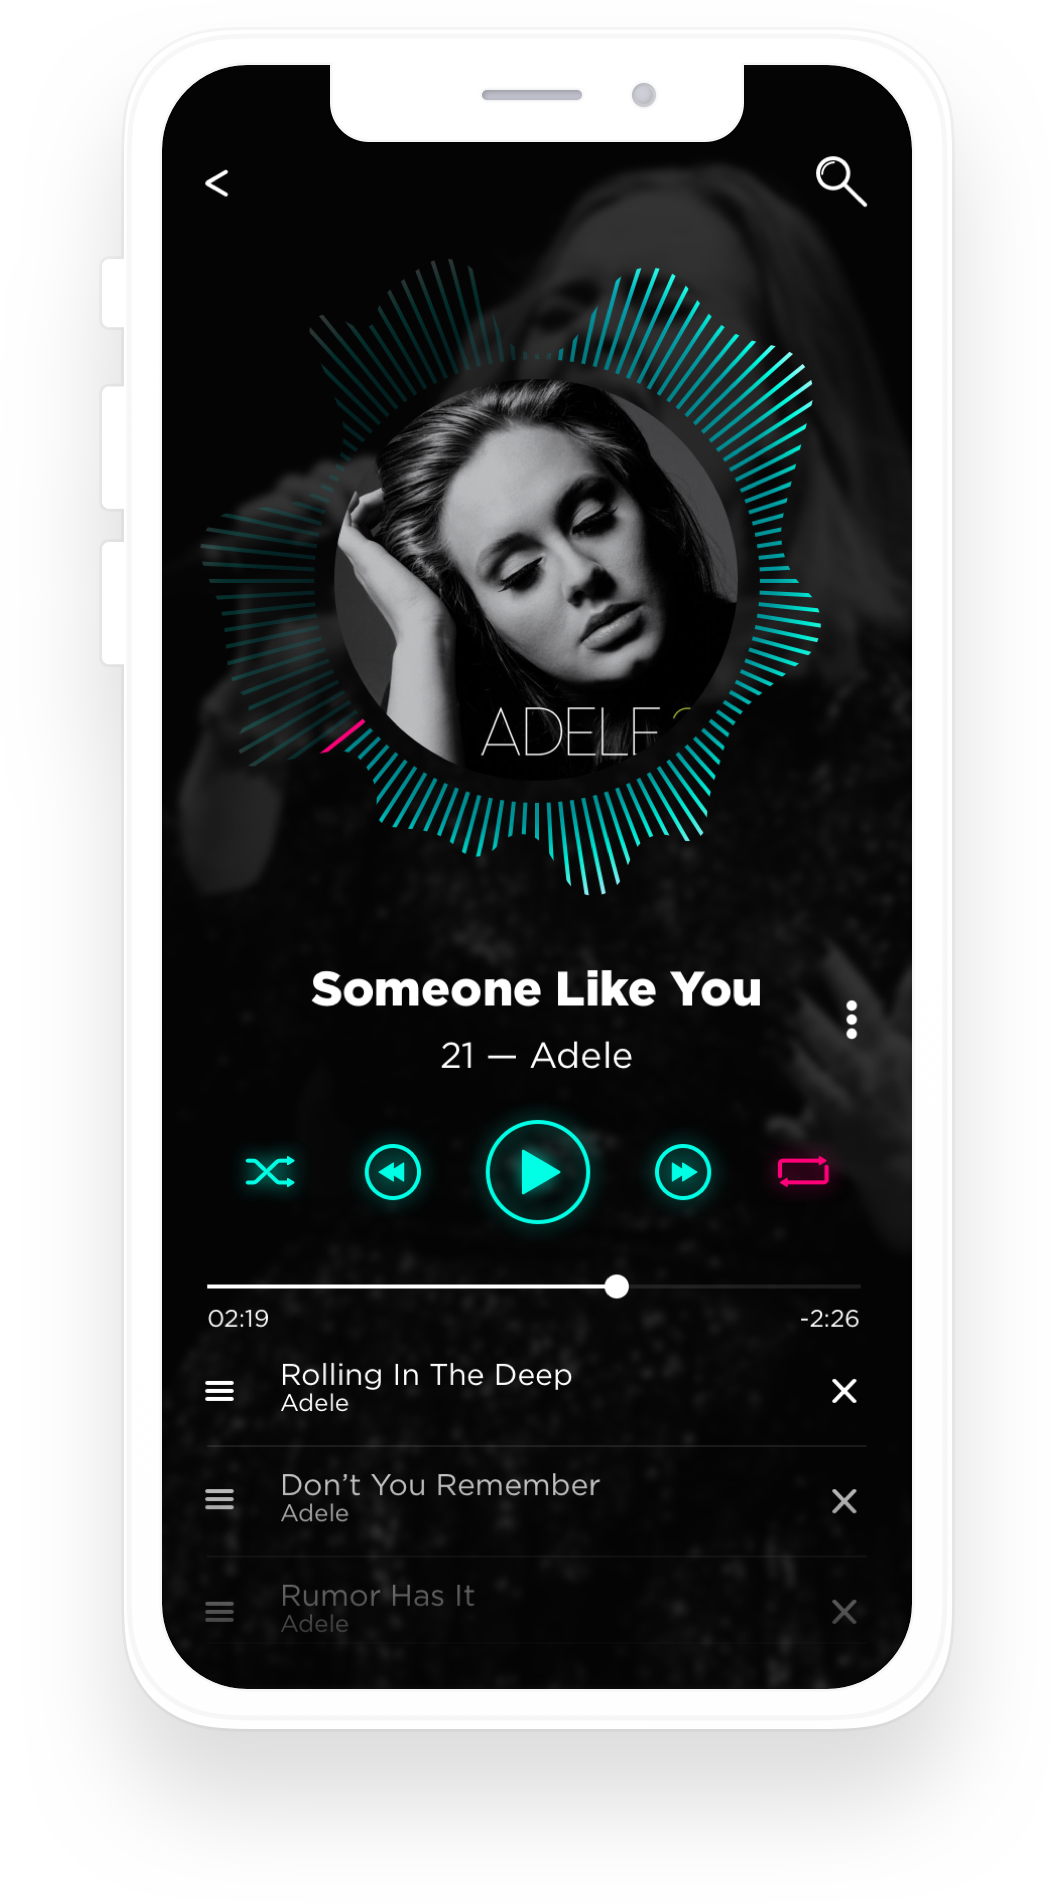 ADELE
Someone Like You
21 — Adele
02:19
-2:26
Rolling In The Deep
Adele
Don’t You Remember
Adele
Rumor Has It
Adele